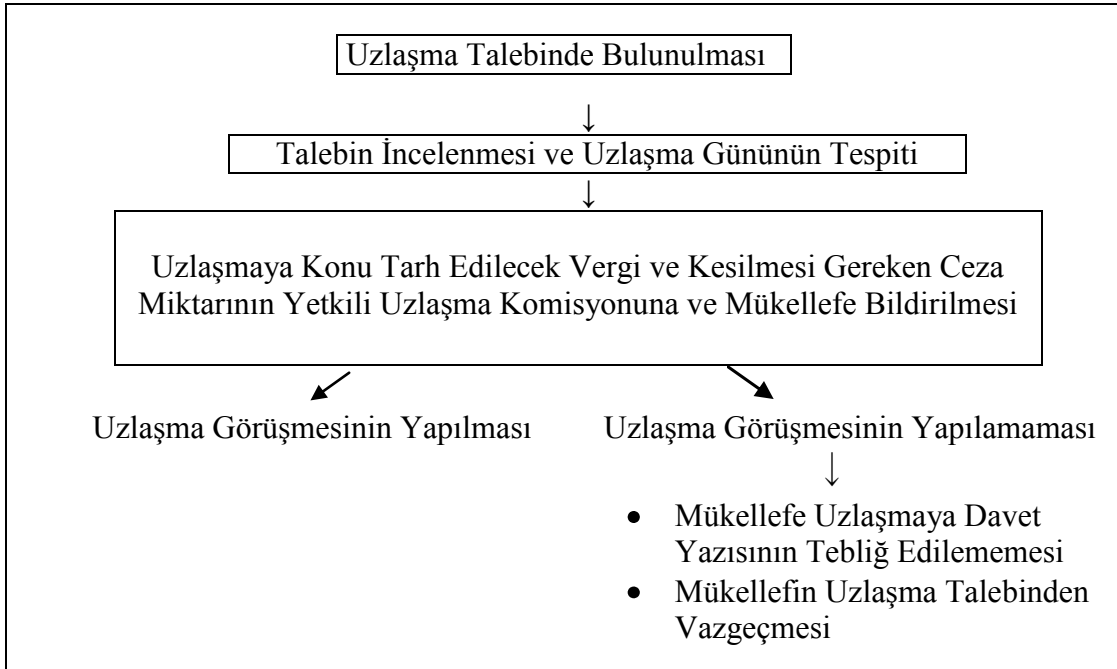 Uzlaşma Talebinde Bulunulması
↓
Talebin İncelenmesi ve Uzlaşma Gününün Tespiti
↓
Uzlaşmaya Konu Tarh Edilecek Vergi ve Kesilmesi Gereken Ceza
Miktarının Yetkili Uzlaşma Komisyonuna ve Mükellefe Bildirilmesi
Uzlaşma Görüşmesinin Yapılması
Uzlaşma Görüşmesinin Yapılamaması
↓
• Mükellefe Uzlaşmaya Davet
Yazısının Tebliğ Edilememesi
• Mükellefin Uzlaşma Talebinden
Vazgeçmesi